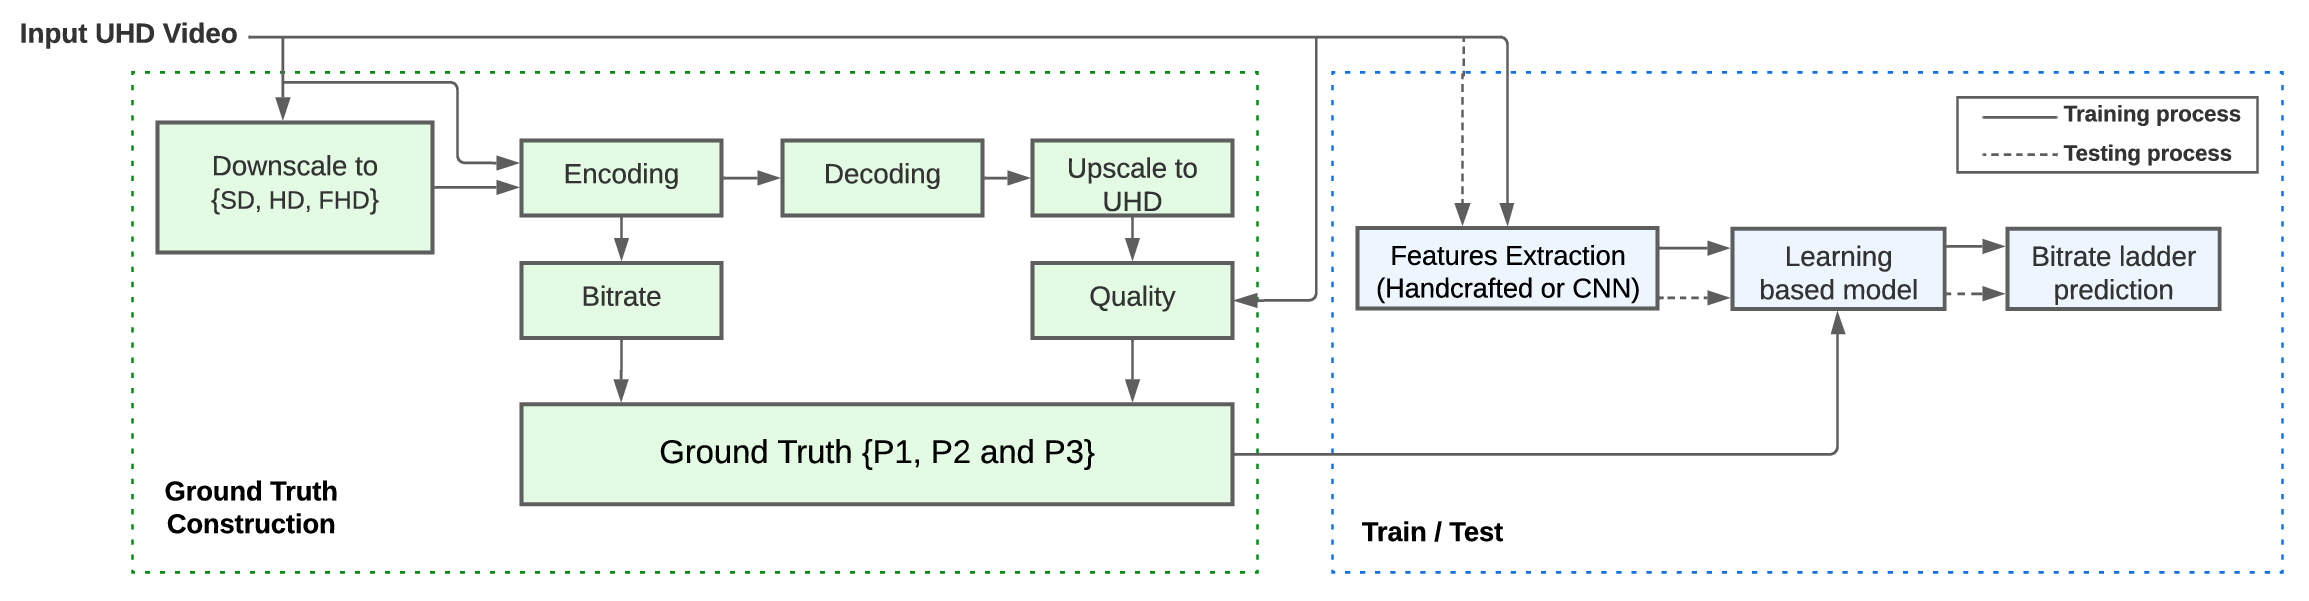 Input UHD Video
Downscale to
{SD, HD, FHD}
Encoding
Decoding
Upscale to
UHD
Bitrate
Quality
Ground Truth {P1, P2 and P3}
Ground Truth
Construction
Training process
Testing process
Features Extraction
(Handcrafted or CNN)
Learning
based model
Bitrate ladder
prediction
Train / Test